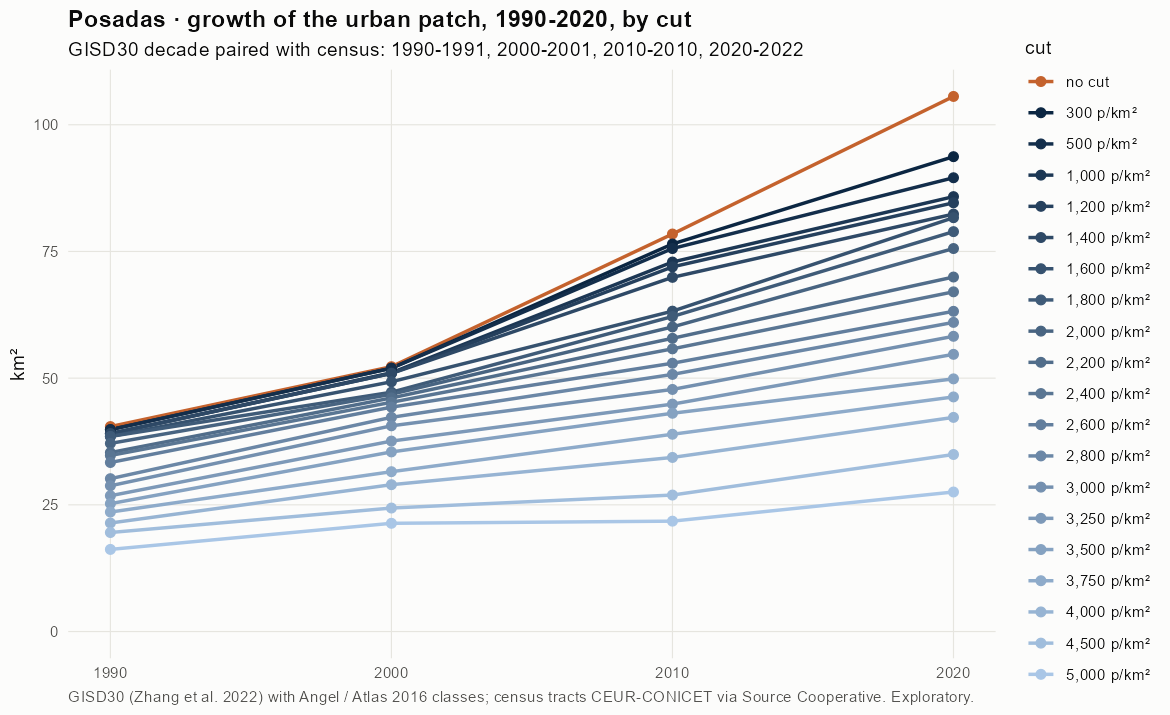 Posadas · growth of the urban patch, 1990-2020, by cut
GISD30 decade paired with census: 1990-1991, 2000-2001, 2010-2010, 2020-2022
cut
no cut
300 p/km²
500 p/km²
1,000 p/km²
1,200 p/km²
1,400 p/km²
1,600 p/km²
1,800 p/km²
2,000 p/km²
2,200 p/km²
2,400 p/km²
2,600 p/km²
2,800 p/km²
3,000 p/km²
3,250 p/km²
3,500 p/km²
3,750 p/km²
4,000 p/km²
4,500 p/km²
5,000 p/km²
km²
100
75
50
25
0
1990
2000
2010
2020
GISD30 (Zhang et al. 2022) with Angel / Atlas 2016 classes; census tracts CEUR-CONICET via Source Cooperative. Exploratory.